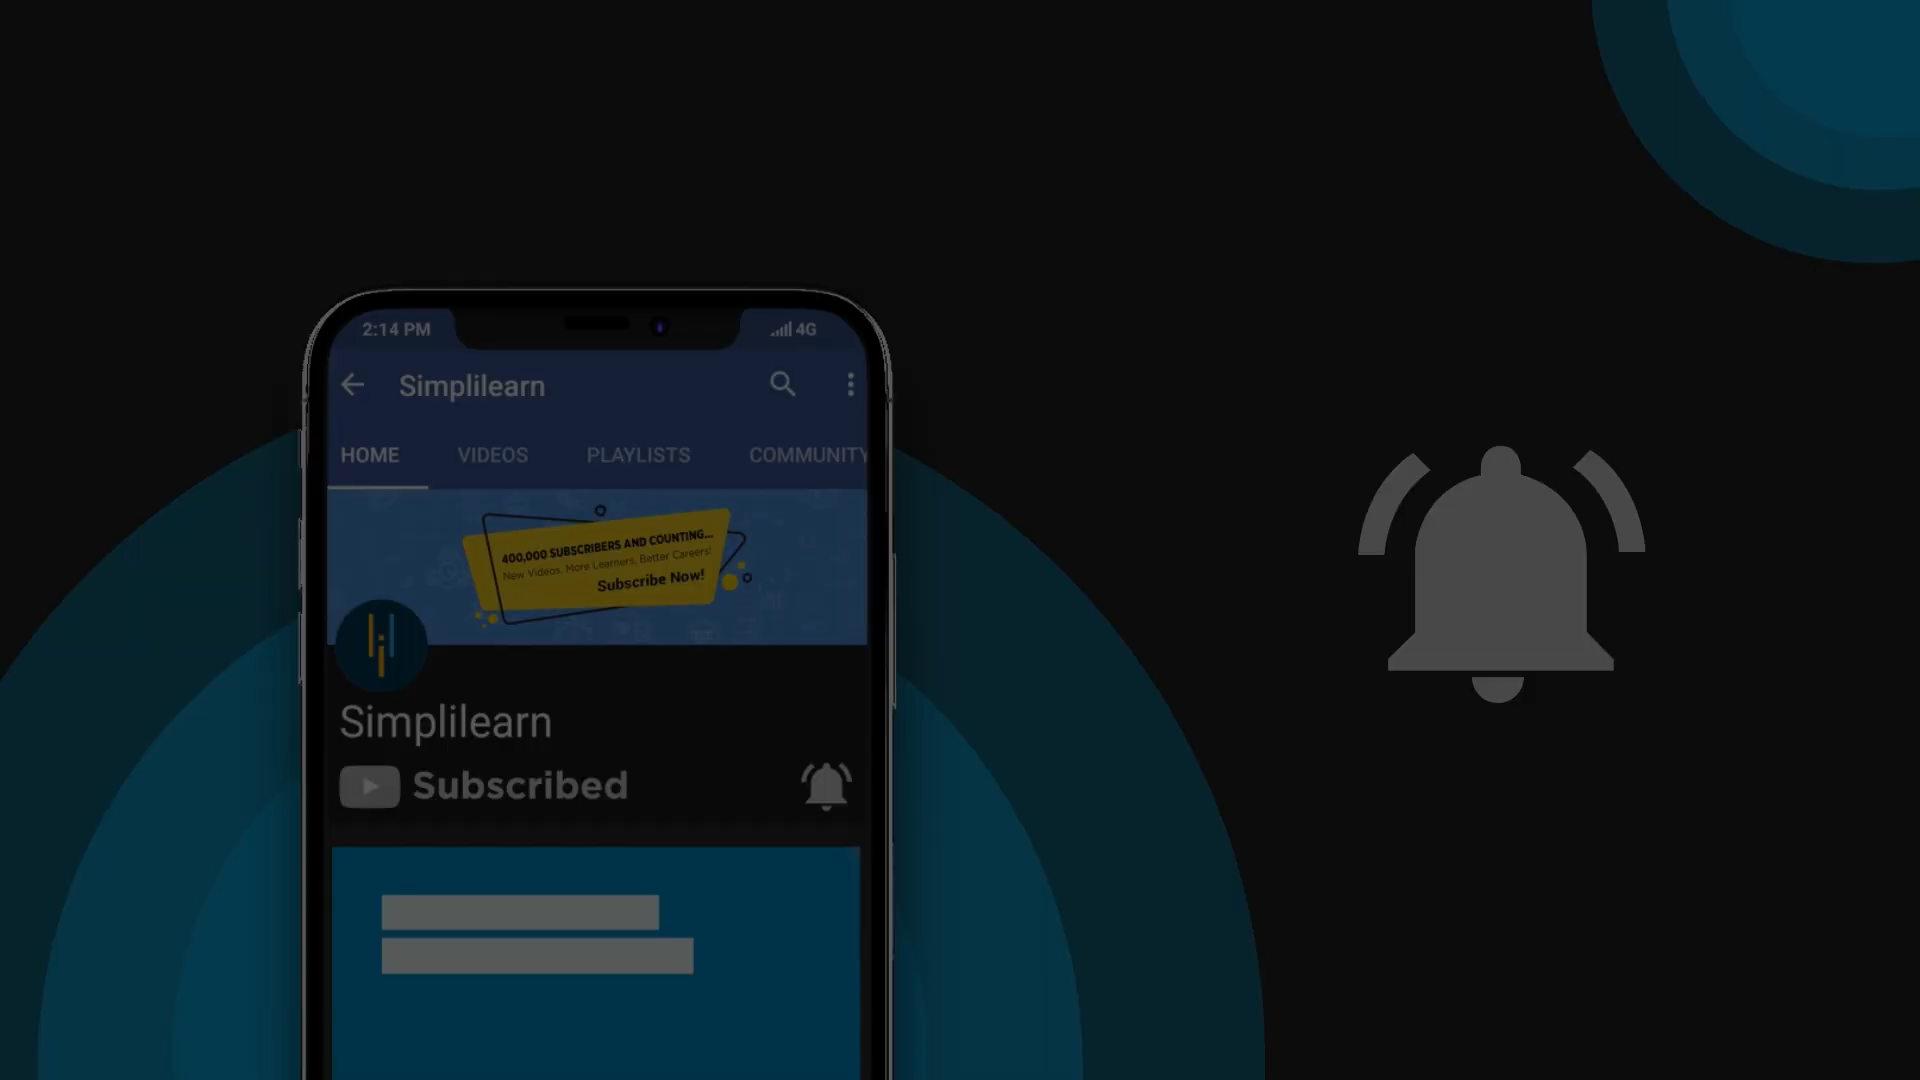 2:14 PM
4G
Simplilearn
HOME VIDEOS PLAYLISTS COMMUNITY
400,000 SUBSCRIBERS AND COUNTING...
New Videos, More Learners, Better Careers!
Subscribe Now!
Simplilearn
Subscribed